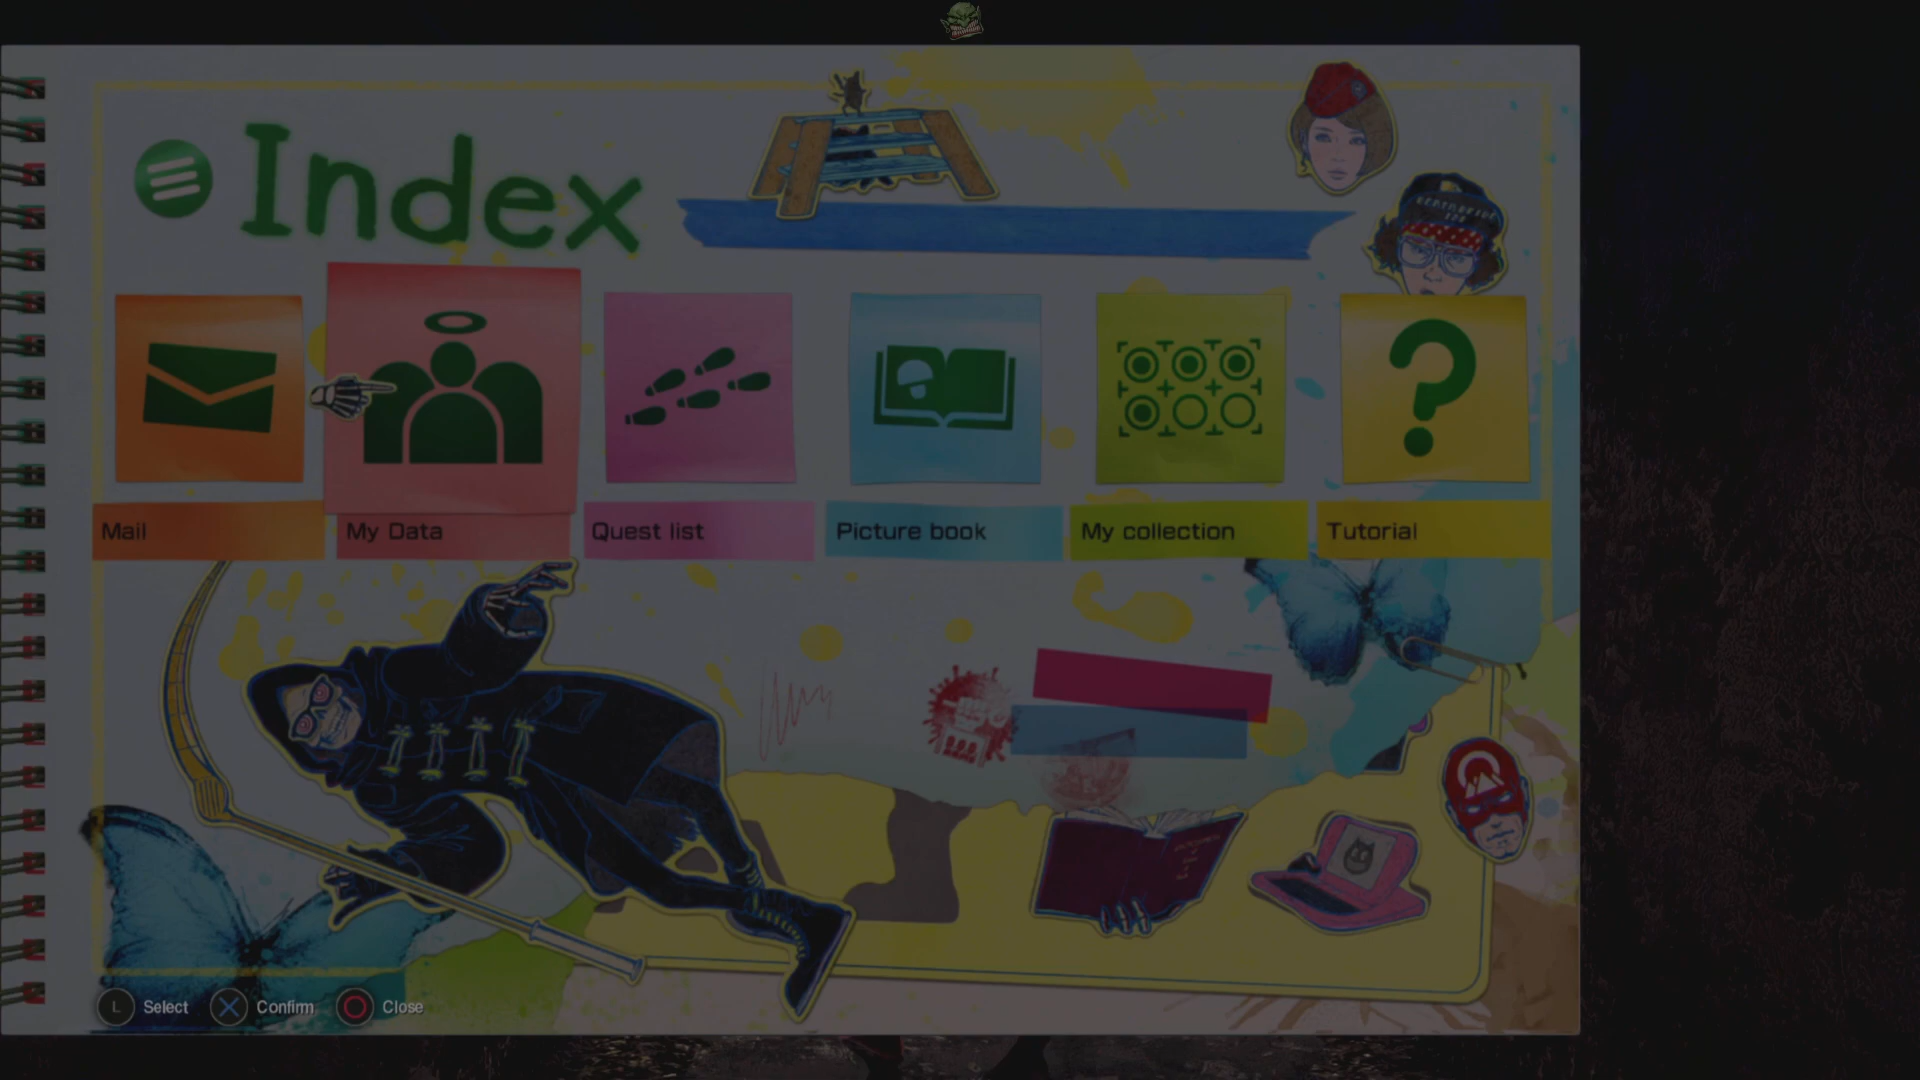 Index
Mail
My Data
Quest list
Picture book
My collection
Tutorial
L Select
Confirm
Close